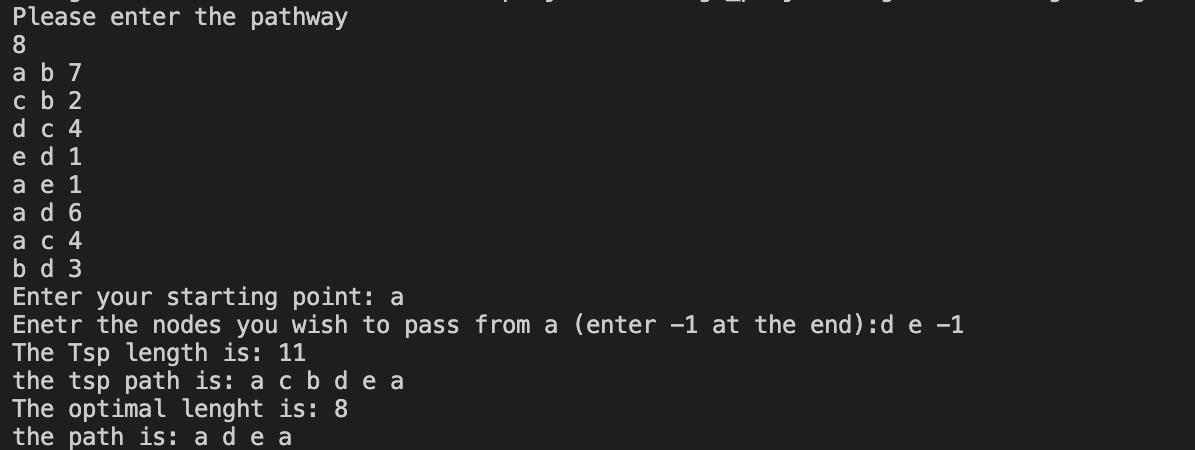 Please enter the pathway
8
a b 7
c b 2
d c 4
e d 1
a e 1
a d 6
a c 4
b d 3
Enter your starting point: a
Enetr the nodes you wish to pass from a (enter -1 at the end):d e -1
The Tsp length is: 11
the tsp path is: a c b d e a
The optimal lenght is: 8
the path is: a d e a